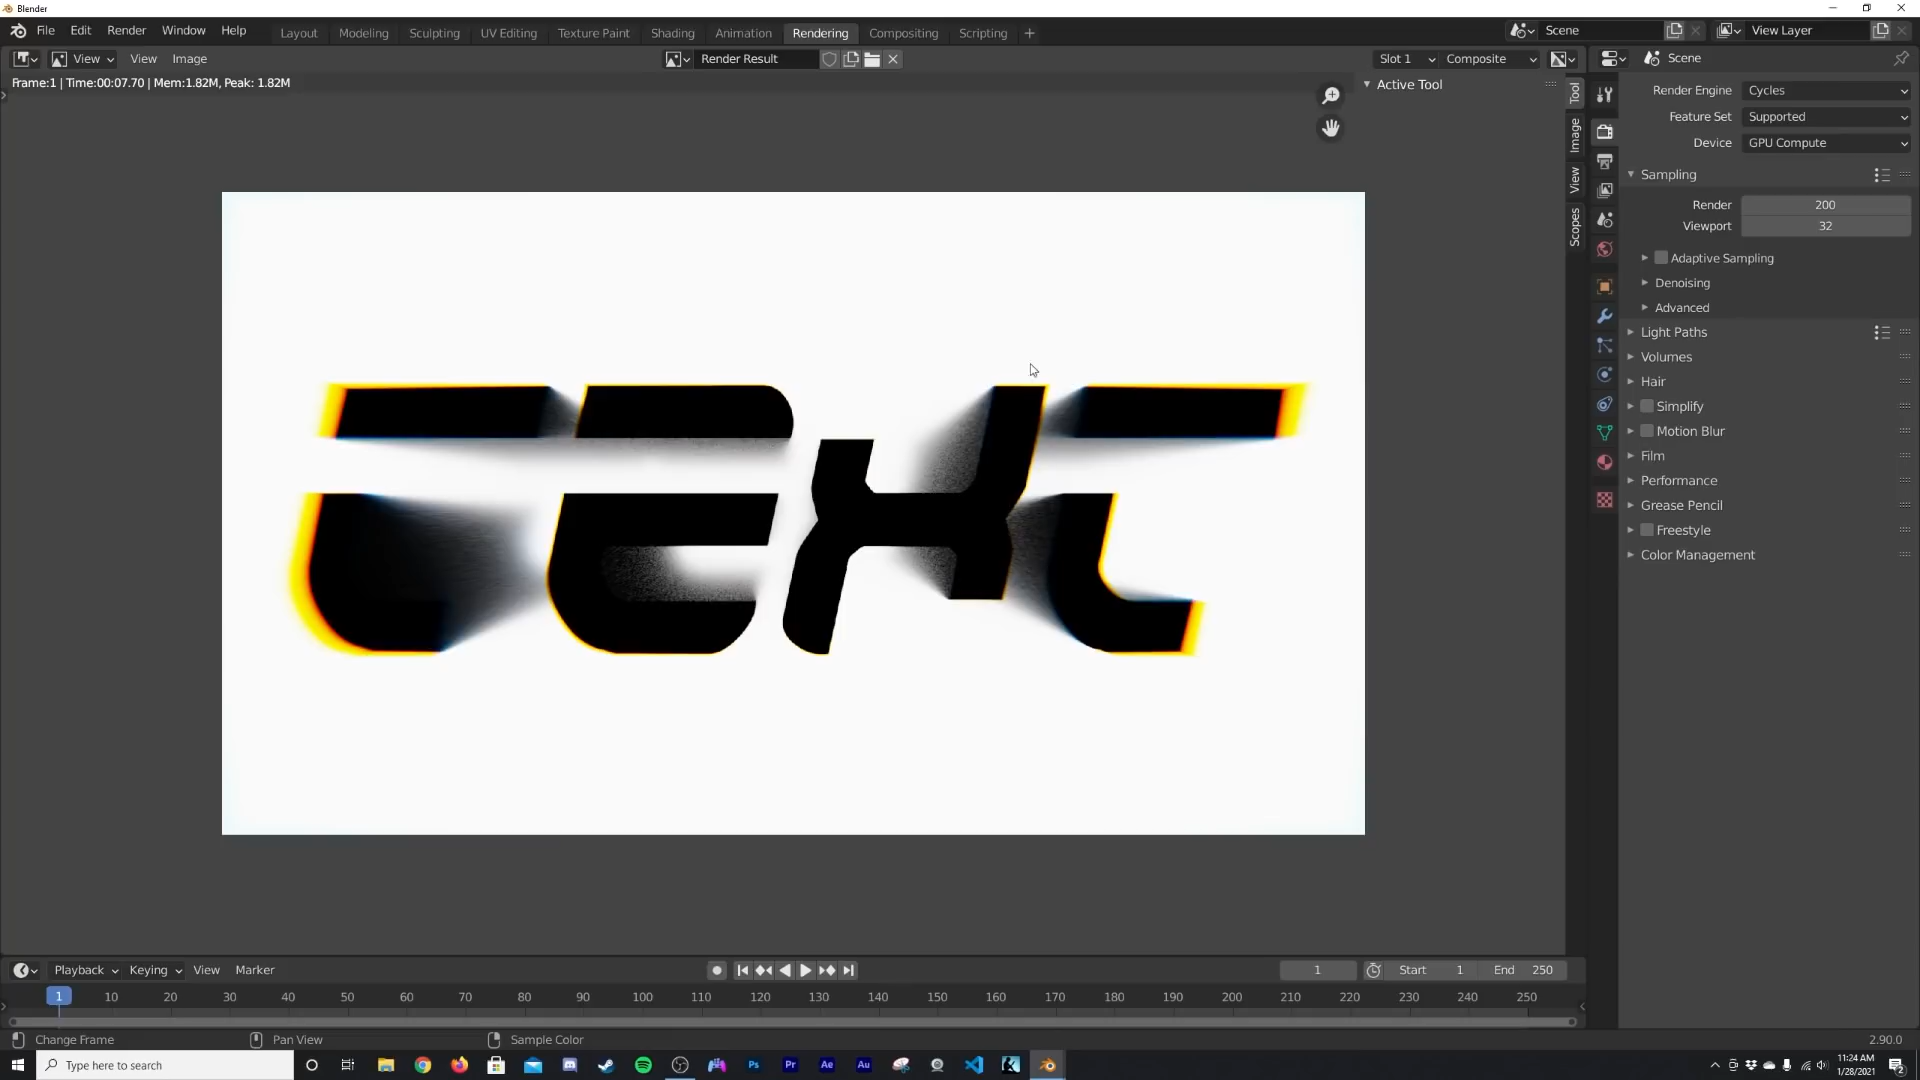 Blender
File Edit Render Window Help Layout Modeling Sculpting UV Editing Texture Paint Shading Animation Rendering Compositing Scripting + Scene View Layer
View View Image Render Result Slot 1 Composite Scene
Frame:1 | Time:00:07.70 | Mem:1.82M, Peak: 1.82M
Active Tool
Tool
Image
View
Scopes
Render Engine Cycles
Feature Set Supported
Device GPU Compute
Sampling
Render 200
Viewport 32
Adaptive Sampling
Denoising
Advanced
Light Paths
Volumes
Hair
Simplify
Motion Blur
Film
Performance
Grease Pencil
Freestyle
Color Management
TEXT
Playback Keying View Marker 1 Start 1 End 250
1 10 20 30 40 50 60 70 80 90 100 110 120 130 140 150 160 170 180 190 200 210 220 230 240 250
Change Frame Pan View Sample Color 2.90.0
Type here to search Ps Pr Ae Au 11:24 AM
1/28/2021
2